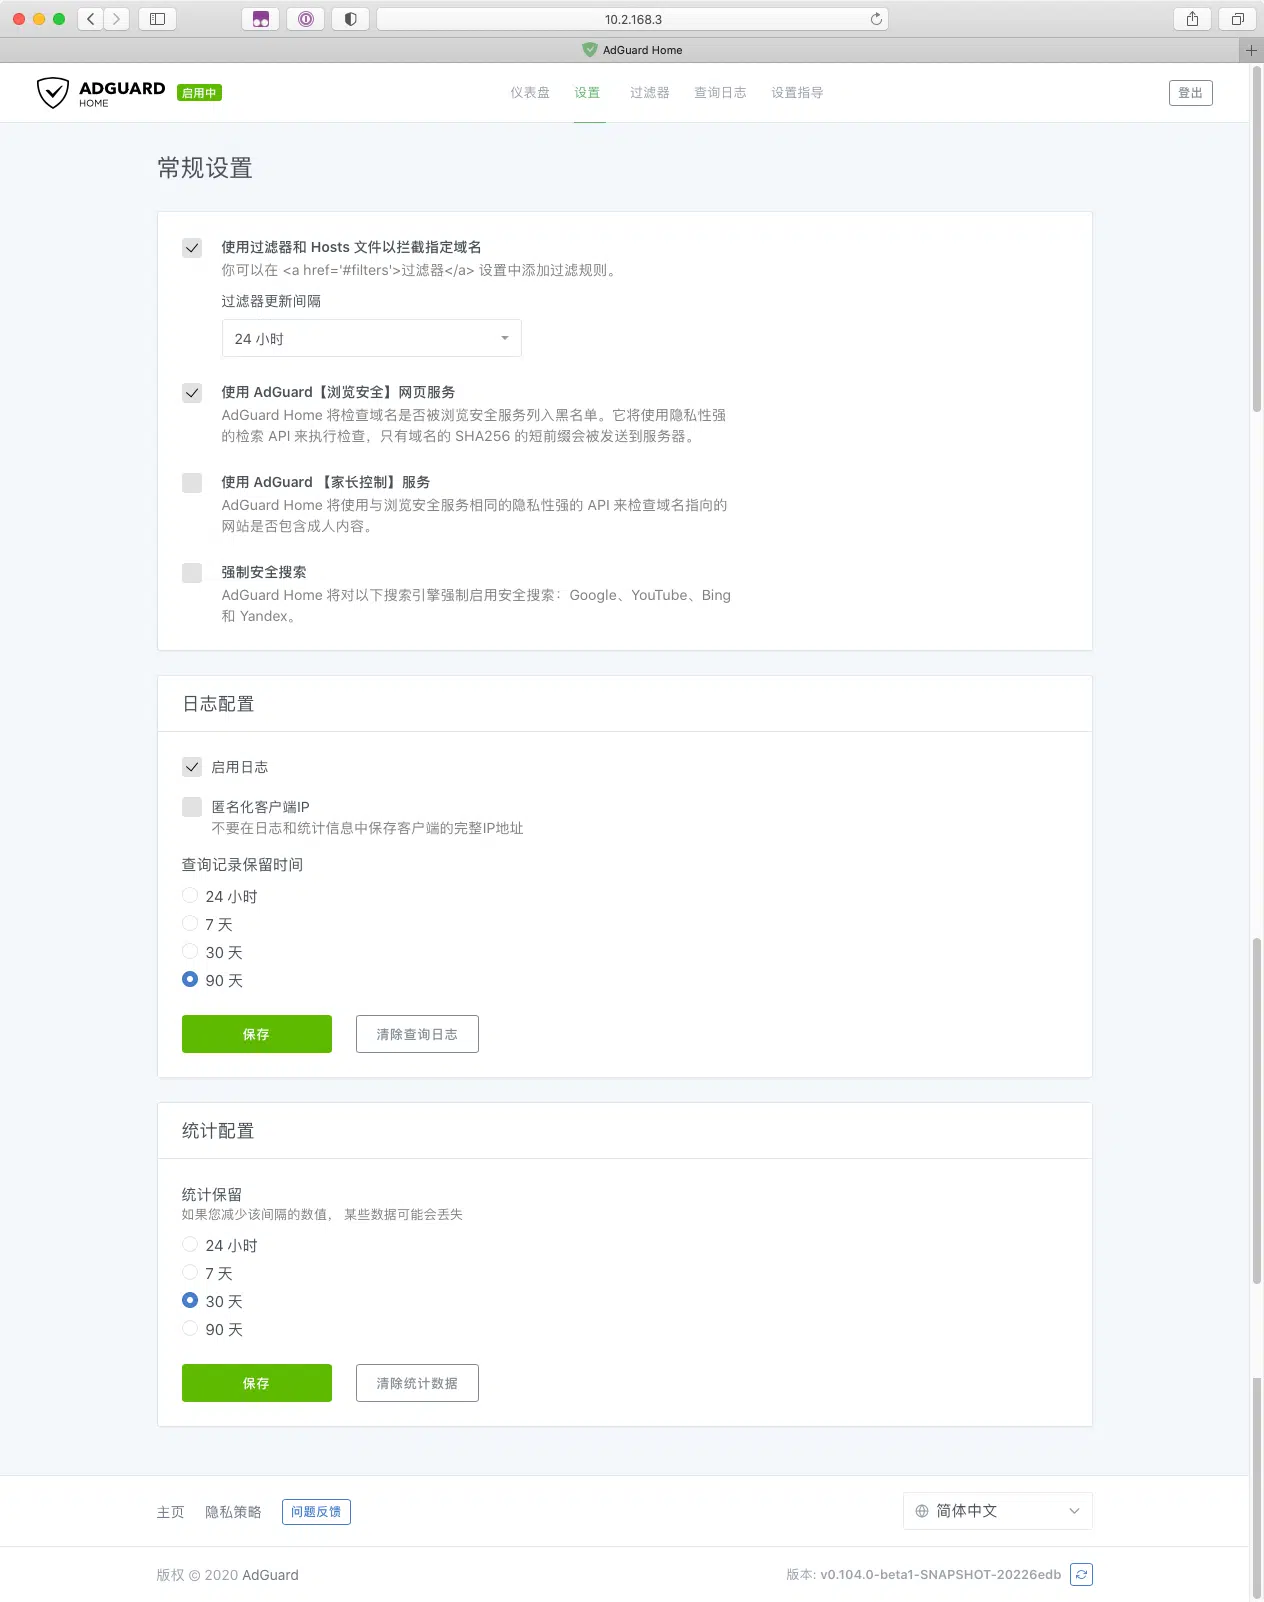 10.2.168.3
AdGuard Home
ADGUARD
HOME
启用中
仪表盘 设置 过滤器 查询日志 设置指导
登出
常规设置
使用过滤器和 Hosts 文件以拦截指定域名
你可以在 <a href='#filters'>过滤器</a> 设置中添加过滤规则。
过滤器更新间隔
24 小时
使用 AdGuard【浏览安全】网页服务
AdGuard Home 将检查域名是否被浏览安全服务列入黑名单。它将使用隐私性强
的检索 API 来执行检查，只有域名的 SHA256 的短前缀会被发送到服务器。
使用 AdGuard 【家长控制】服务
AdGuard Home 将使用与浏览安全服务相同的隐私性强的 API 来检查域名指向的
网站是否包含成人内容。
强制安全搜索
AdGuard Home 将对以下搜索引擎强制启用安全搜索：Google、YouTube、Bing
和 Yandex。
日志配置
启用日志
匿名化客户端IP
不要在日志和统计信息中保存客户端的完整IP地址
查询记录保留时间
24 小时
7 天
30 天
90 天
保存 清除查询日志
统计配置
统计保留
如果您减少该间隔的数值， 某些数据可能会丢失
24 小时
7 天
30 天
90 天
保存 清除统计数据
主页 隐私策略 问题反馈 简体中文
版权 © 2020 AdGuard
版本: v0.104.0-beta1-SNAPSHOT-20226edb